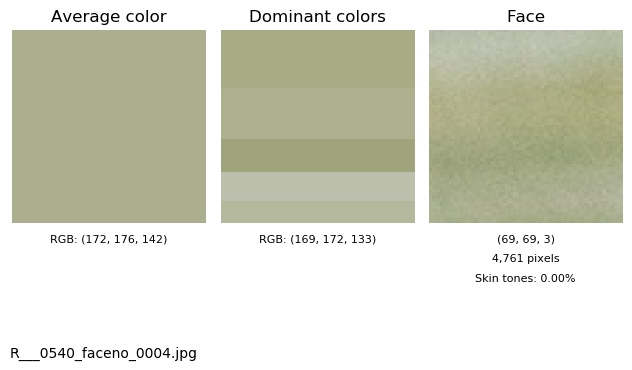 Average color
Dominant colors
Face
RGB: (172, 176, 142)
RGB: (169, 172, 133)
(69, 69, 3)
4,761 pixels
Skin tones: 0.00%
R___0540_faceno_0004.jpg